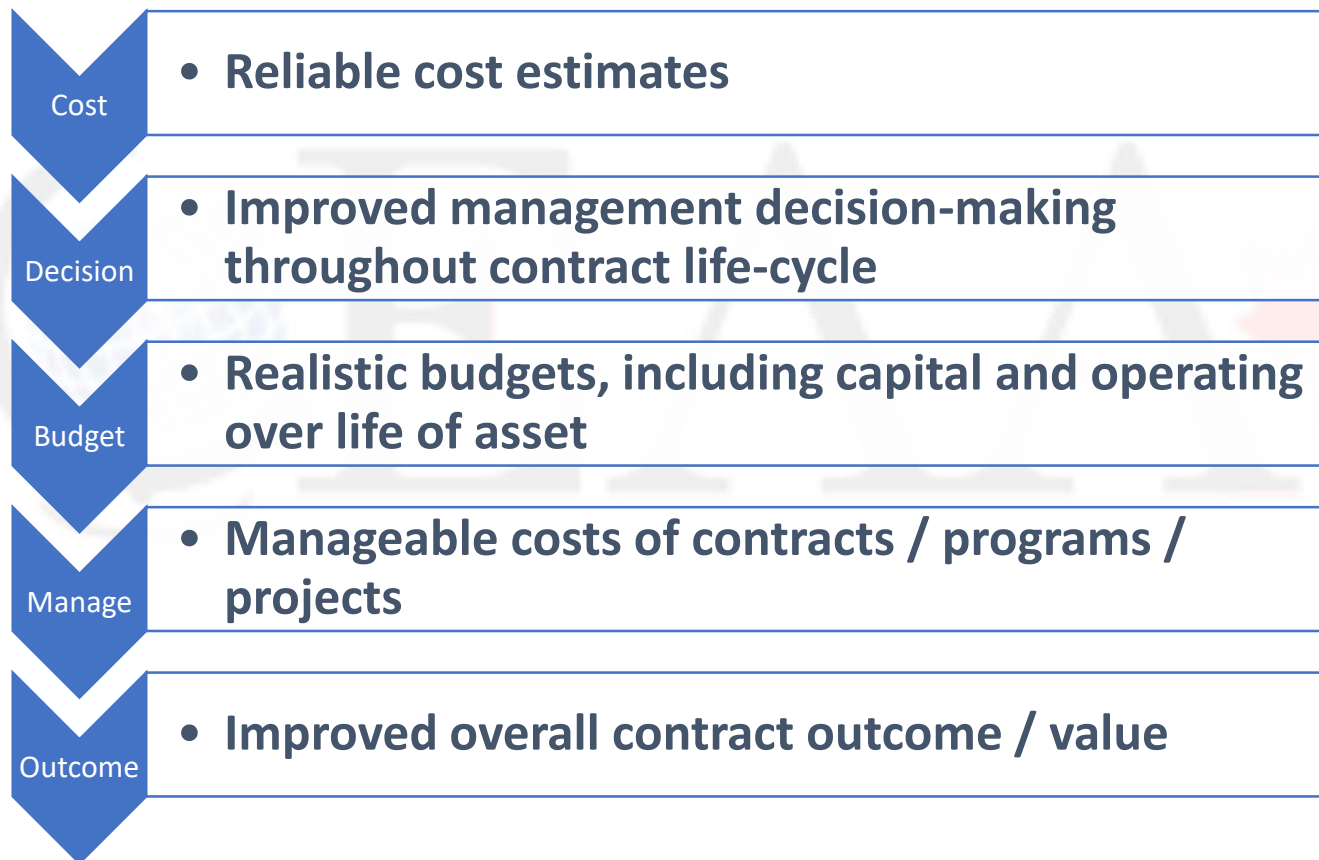 Cost
• Reliable cost estimates
Decision
• Improved management decision-making
throughout contract life-cycle
Budget
• Realistic budgets, including capital and operating
over life of asset
Manage
• Manageable costs of contracts / programs /
projects
Outcome
• Improved overall contract outcome / value